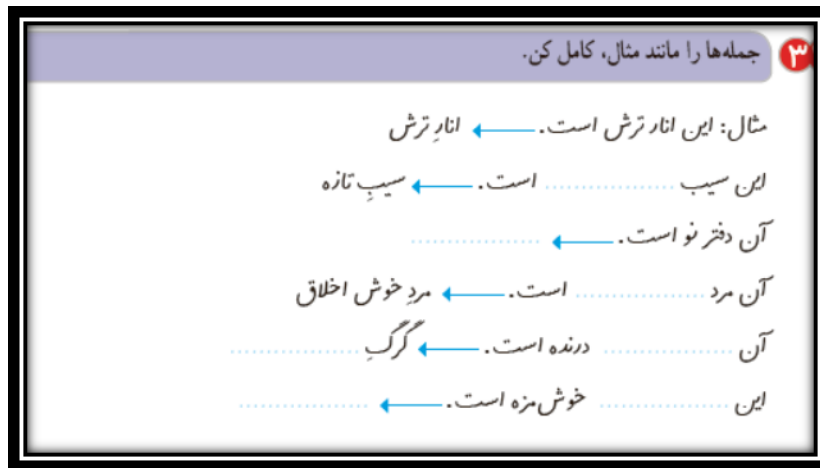 ۳ جمله‌ها را مانند مثال، کامل کن.
مثال: این انار ترش است. ← انارِ ترش
این سیب ................ است. ← سیبِ تازه
آن دفتر نو است. ← ................
آن مرد ................ است. ← مردِ خوش اخلاق
آن ................ درنده است. ← گرگِ ................
این ................ خوش‌مزه است. ← ................